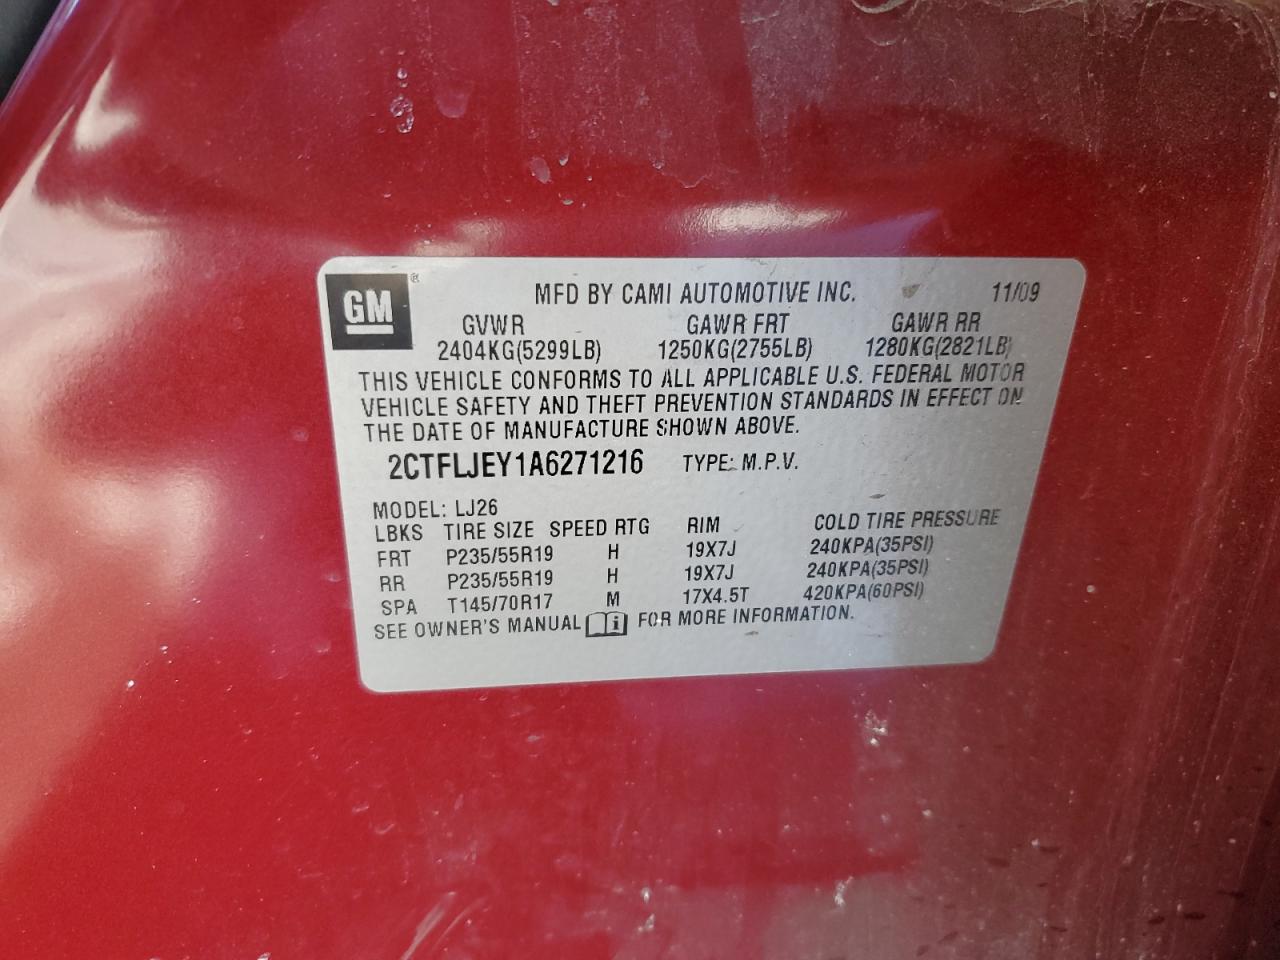 GM ® MFD BY CAMI AUTOMOTIVE INC. 11/09
GVWR GAWR FRT GAWR RR
2404KG(5299LB) 1250KG(2755LB) 1280KG(2821LB)
THIS VEHICLE CONFORMS TO ALL APPLICABLE U.S. FEDERAL MOTOR
VEHICLE SAFETY AND THEFT PREVENTION STANDARDS IN EFFECT ON
THE DATE OF MANUFACTURE SHOWN ABOVE.
2CTFLJEY1A6271216 TYPE: M.P.V.
MODEL: LJ26
LBKS TIRE SIZE SPEED RTG RIM COLD TIRE PRESSURE
FRT P235/55R19 H 19X7J 240KPA(35PSI)
RR P235/55R19 H 19X7J 240KPA(35PSI)
SPA T145/70R17 M 17X4.5T 420KPA(60PSI)
SEE OWNER'S MANUAL i FOR MORE INFORMATION.